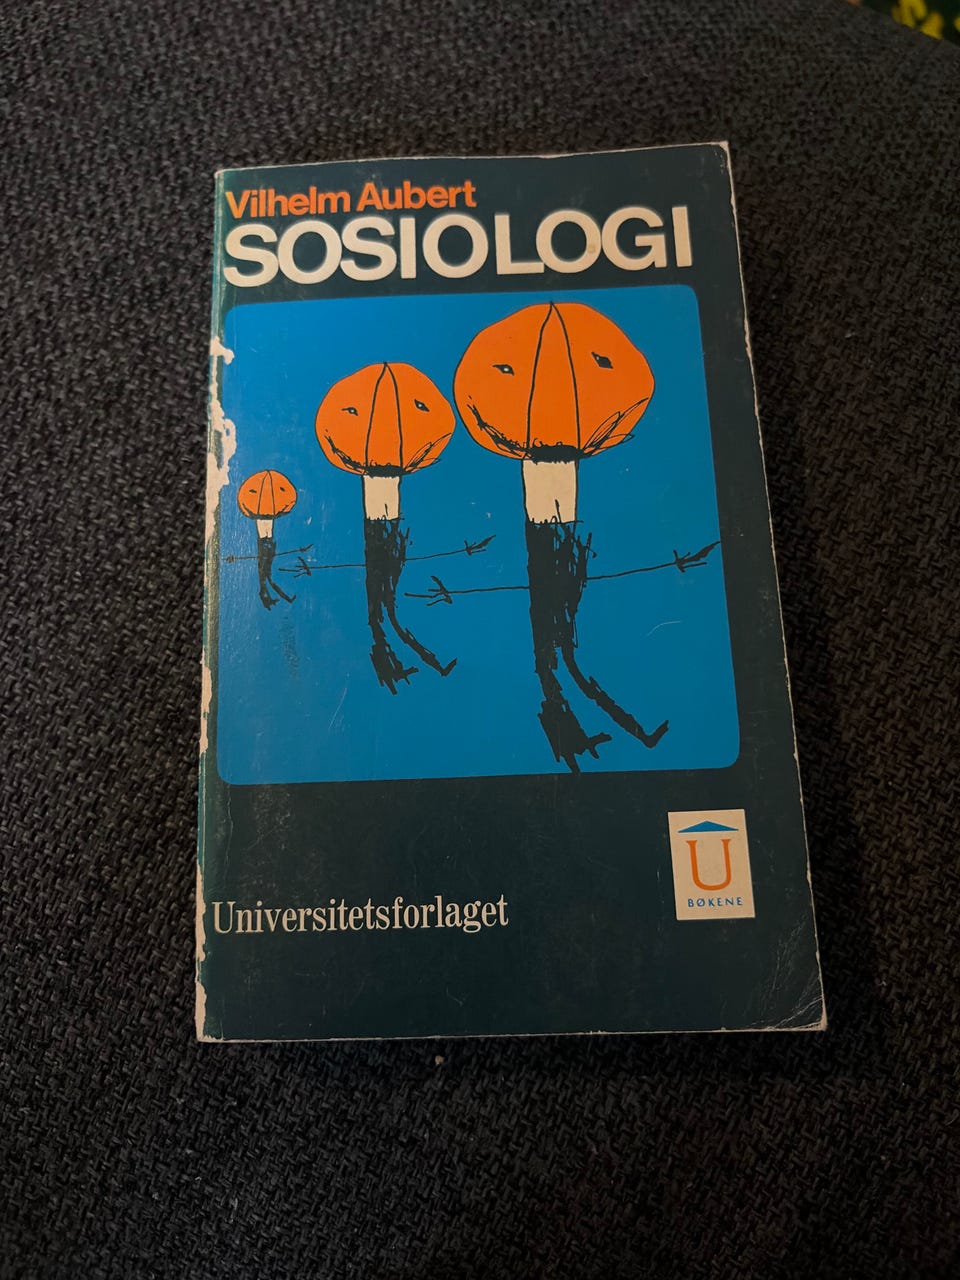 Vilhelm Aubert
SOSIOLOGI
U
BØKENE
Universitetsforlaget